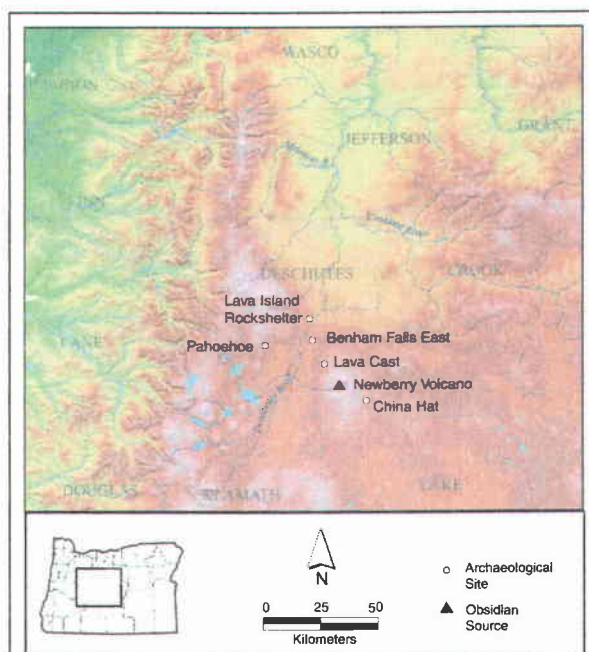 WASCO
JEFFERSON
GRANT
DESCHUTES
CROOK
Lava Island
Rockshelter
LANE
Benham Falls East
Pahoehoe
Lava Cast
Newberry Volcano
China Hat
DOUGLAS
KLAMATH
LAKE
N
Archaeological
Site
0 25 50
Kilometers
Obsidian
Source